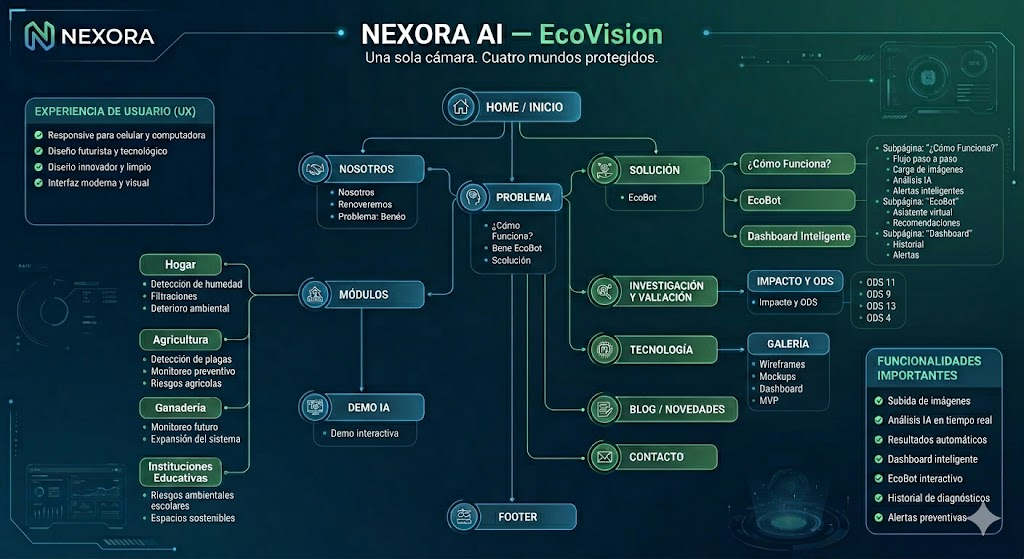 NEXORA
NEXORA AI — EcoVision
Una sola cámara. Cuatro mundos protegidos.
EXPERIENCIA DE USUARIO (UX)
Responsive para celular y computadora
Diseño futurista y tecnológico
Diseño innovador y limpio
Interfaz moderna y visual
HOME / INICIO
NOSOTROS
Nosotros
Renoveremos
Problema: Benéo
PROBLEMA
¿Cómo
Funciona?
Bene EcoBot
Scolución
SOLUCIÓN
EcoBot
¿Cómo Funciona?
EcoBot
Dashboard Inteligente
Subpágina: "¿Cómo Funciona?"
Flujo paso a paso
Carge de imágenes
Análisis IA
Alertas inteligentes
Subpágina: "EcoBot"
Asistente virtual
Recomendaciones
Subpágina: "Dashboard"
Historial
Alertas
Hogar
Detección de humedad
Filtraciones
Deterioro ambiental
MÓDULOS
Agricultura
Detección de plagas
Monitoreo preventivo
Riesgos agricolas
Ganadería
Monitoreo futuro
Expansión del sistema
Instituciones
Educativas
Riesgos ambientales
escolares
Espacios sostenibles
DEMO IA
Demo interactiva
INVESTIGACIÓN
Y VALLACIÓN
IMPACTO Y ODS
Impacto y ODS
ODS 11
ODS 9
ODS 13
ODS 4
TECNOLOGÍA
GALERÍA
Wireframes
Mockups
Dashboard
MVP
BLOG / NOVEDADES
CONTACTO
FOOTER
FUNCIONALIDADES
IMPORTANTES
Subida de imágenes
Análisis IA en tiempo real
Resultados automáticos
Dashboard inteligente
EcoBot interactivo
Historial de diagnósticos
Alertas preventivas